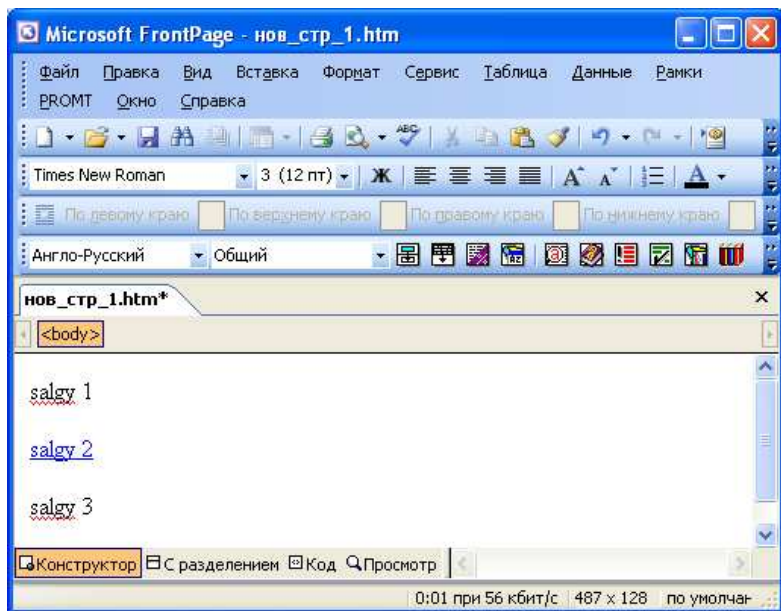 Microsoft FrontPage - нов_стр_1.htm
Файл Правка Вид Вставка Формат Сервис Таблица Данные Рамки
PROMT Окно Справка
ABC
Times New Roman 3 (12 пт) Ж A A A
По левому краю По верхнему краю По правому краю По нижнему краю
Англо-Русский Общий
нов_стр_1.htm*
<body>
salgy 1
salgy 2
salgy 3
Конструктор С разделением Код Просмотр
0:01 при 56 кбит/с 487 x 128 по умолчан